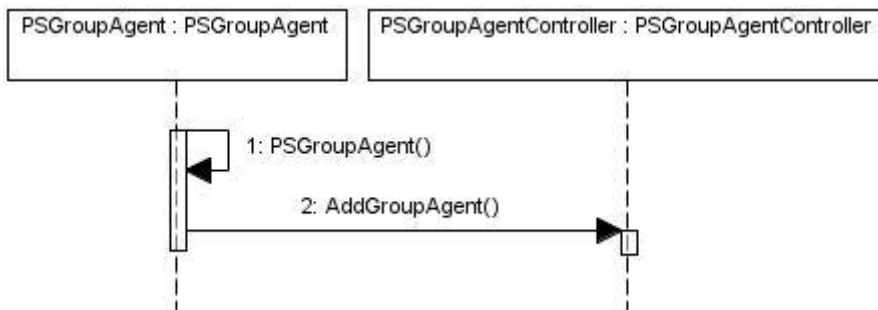 PSGroupAgent : PSGroupAgent
PSGroupAgentController : PSGroupAgentController
1: PSGroupAgent()
2: AddGroupAgent()